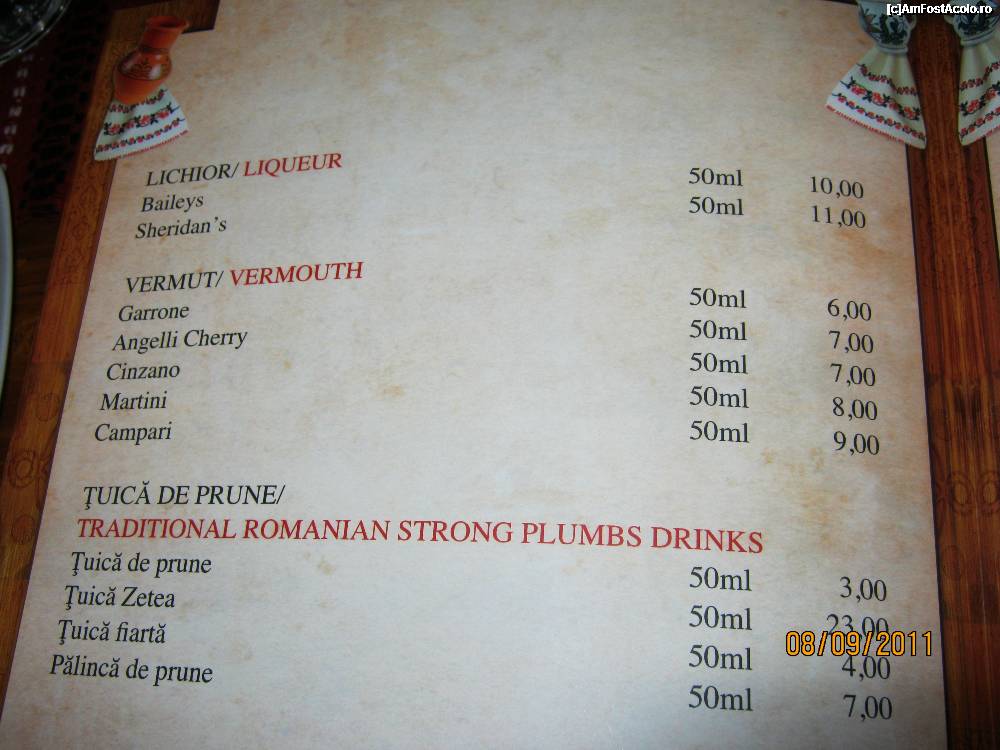 [c]AmFostAcolo.ro
LICHIOR/ LIQUEUR
Baileys 50ml 10,00
Sheridan's 50ml 11,00
VERMUT/ VERMOUTH
Garrone 50ml 6,00
Angelli Cherry 50ml 7,00
Cinzano 50ml 7,00
Martini 50ml 8,00
Campari 50ml 9,00
ŢUICĂ DE PRUNE/
TRADITIONAL ROMANIAN STRONG PLUMBS DRINKS
Ţuică de prune 50ml 3,00
Ţuică Zetea 50ml 23,00
Ţuică fiartă 50ml 4,00
Pălincă de prune 50ml 7,00
08/09/2011